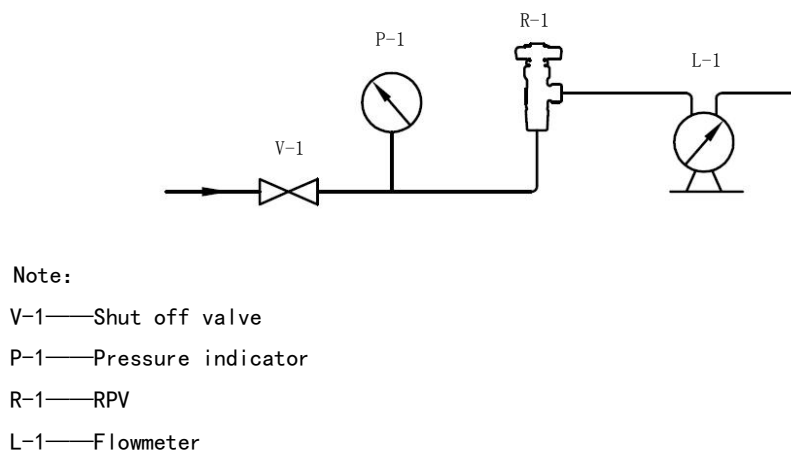 R-1
P-1
L-1
V-1
Note:
V-1——Shut off valve
P-1——Pressure indicator
R-1——RPV
L-1——Flowmeter